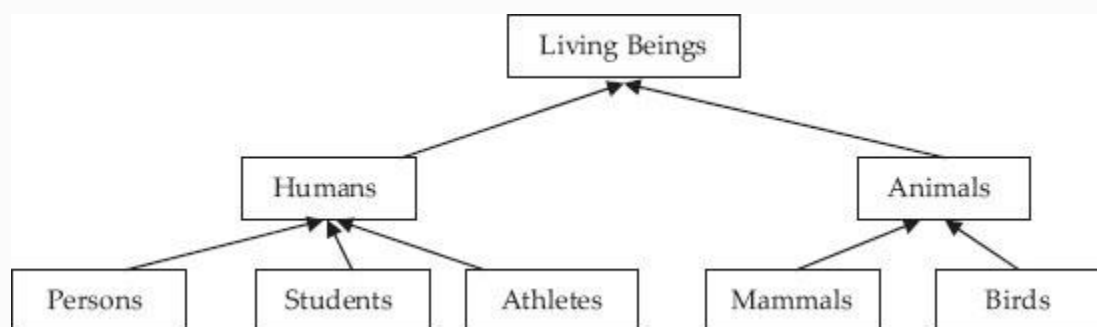 Living Beings
Humans
Animals
Persons
Students
Athletes
Mammals
Birds